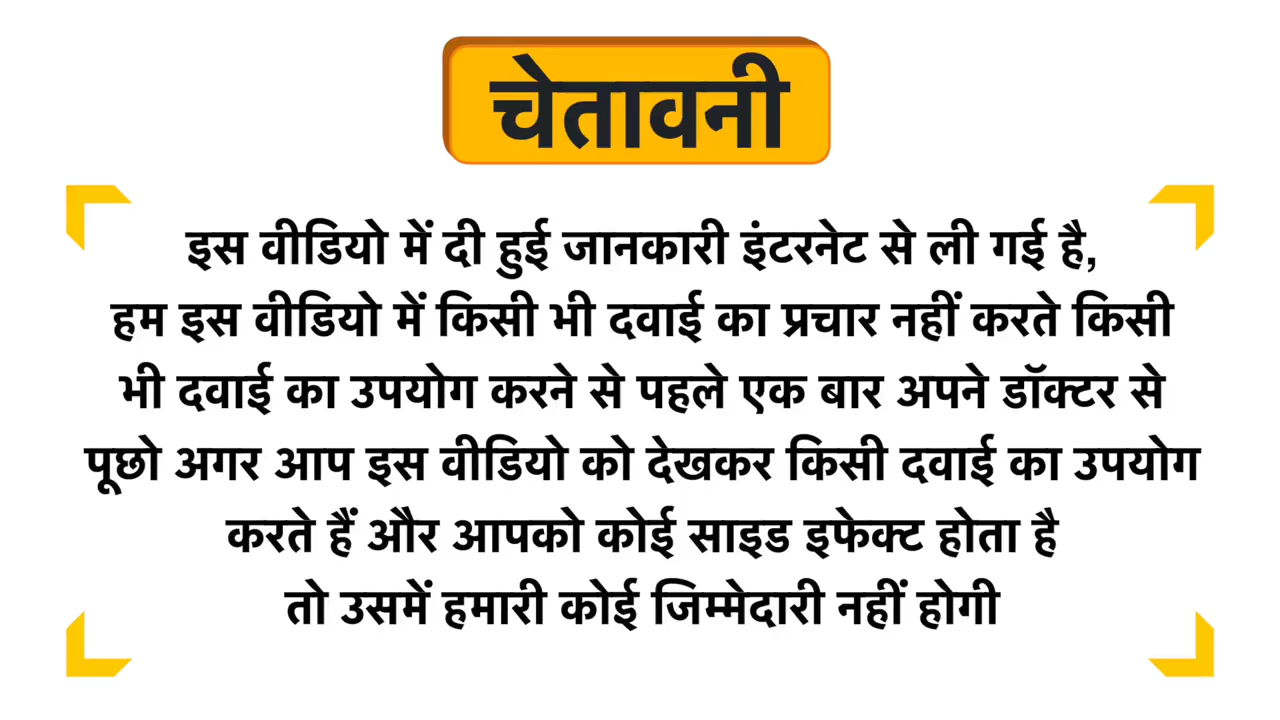 चेतावनी
इस वीडियो में दी हुई जानकारी इंटरनेट से ली गई है,
हम इस वीडियो में किसी भी दवाई का प्रचार नहीं करते किसी
भी दवाई का उपयोग करने से पहले एक बार अपने डॉक्टर से
पूछो अगर आप इस वीडियो को देखकर किसी दवाई का उपयोग
करते हैं और आपको कोई साइड इफेक्ट होता है
तो उसमें हमारी कोई जिम्मेदारी नहीं होगी